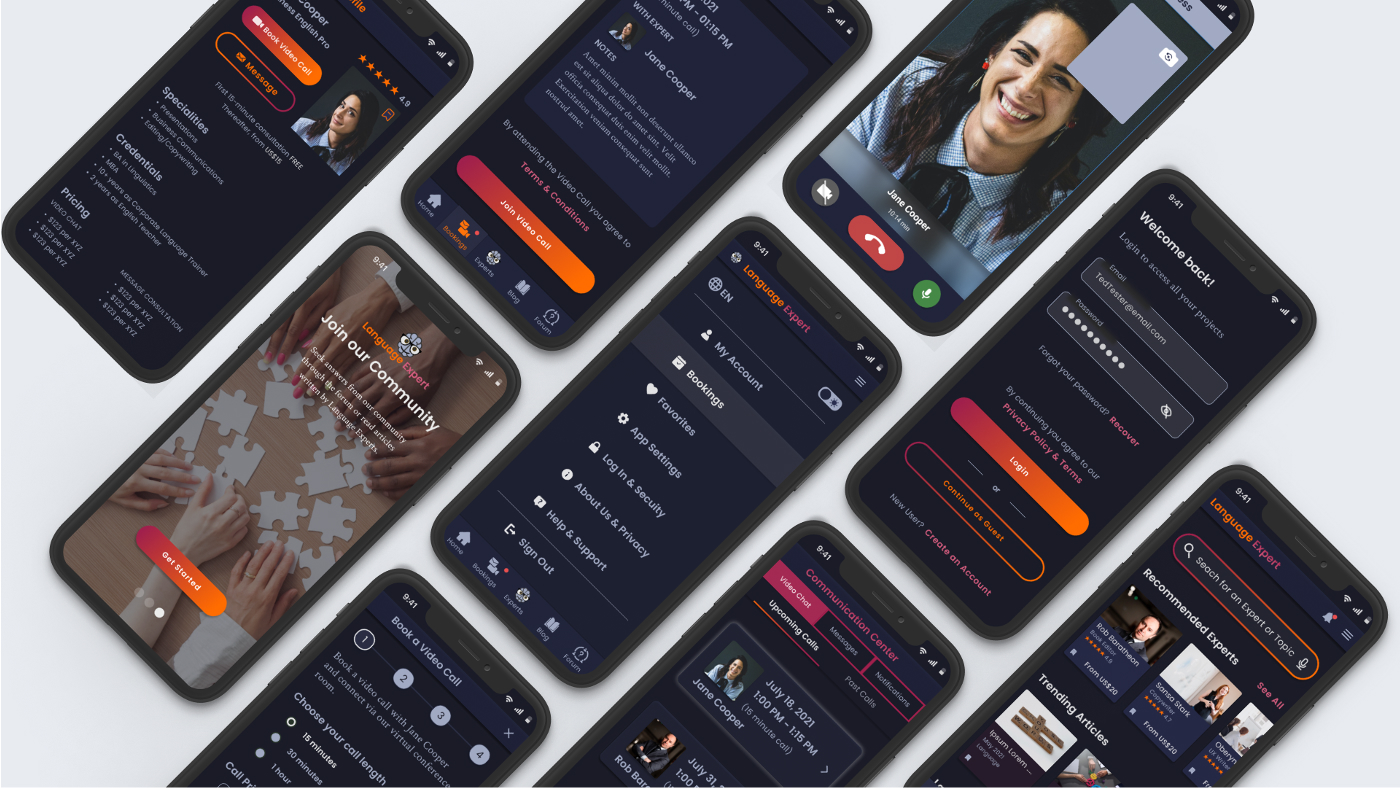 Cooper
ness English Pro
Book Video Call
Message
4.9
First 15-minute consultation FREE
Thereafter, from US$15
Specialities
• Presentations
• Business Communications
• Editing/Copywriting
Credentials
• BA in Linguistics
• MBA
• 10+ years as Corporate Language Trainer
• 2 years as English Teacher
Pricing
VIDEO CHAT
• $123 per XYZ
• $123 per XYZ
• $123 per XYZ
MESSAGE CONSULTATION
• $123 per XYZ
• $123 per XYZ
• $123 per XYZ
2021
01:15 PM
minute call)
WITH EXPERT
Jane Cooper
NOTES
Amet minim mollit non deserunt ullamco
est sit aliqua dolor do amet sint. Velit
officia consequat duis enim velit mollit.
Exercitation veniam consequat sunt
nostrud amet.
By attending the Video Call you agree to
Terms & Conditions
Join Video Call
Home
Bookings
Experts
Blog
Forum
Jane Cooper
10:14 min
9:41
Welcome back!
Login to access all your projects
Email
TedTester@email.com
Password
Forgot your password? Recover
By continuing you agree to our
Privacy Policy & Terms
Login
or
Continue as Guest
New User? Create an Account
9:41
Language Expert
Join our Community
Seek answers from our community
through the forum or read articles
written by Language Experts.
Get Started
9:41
Language Expert
EN
My Account
Bookings
Favorites
App Settings
Log In & Secuity
About Us & Privacy
Help & Support
Sign Out
Home
Bookings
Experts
Blog
Forum
9:41
Book a Video Call
1
2
3
4
Book a video call with Jane Cooper
and connect via our virtual conference
room.
Choose your call length
15 minutes
30 minutes
1 hour
9:41
Communication Center
Video Chat
Messages
Notifications
Upcoming Calls
Past Calls
Jane Cooper
July 18, 2021
1:00 PM - 1:15 PM
(15 minute call)
July 31,
9:41
Language Expert
Seach for an Expert or Topic
Recommended Experts
See All
Rob Baratheon
Book Editor
4.9
From US$20
Sansa Stark
Copywriter
4.7
From US$20
Oberyn
UX Writer
Trending Articles
Ipsum Lorem ...
May 2021
Language